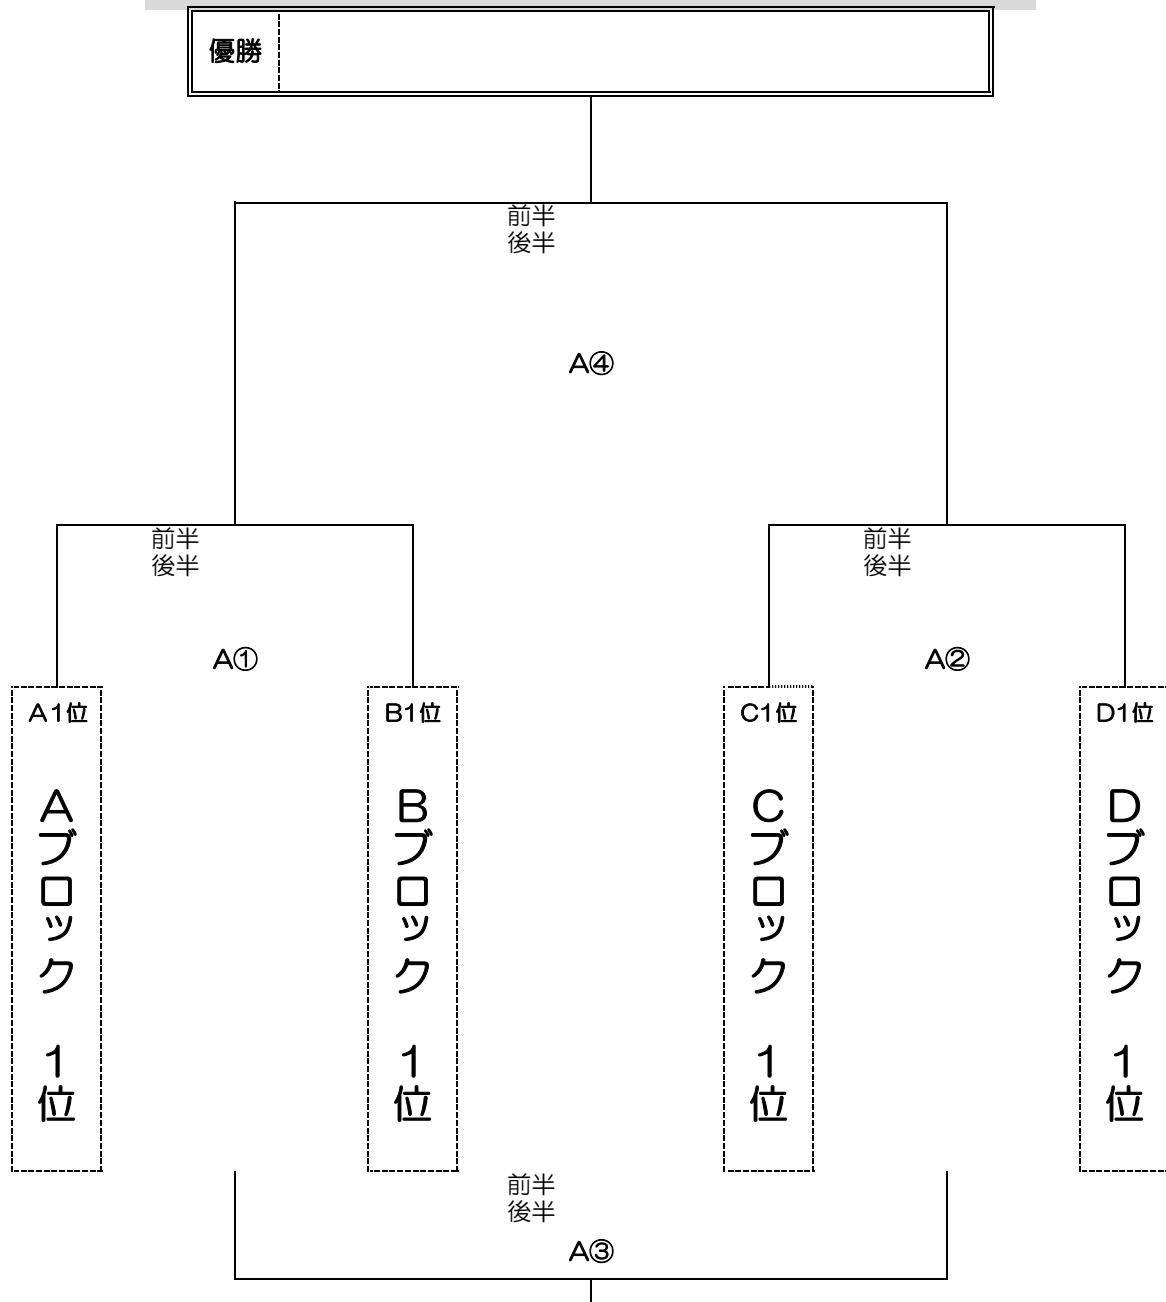 優勝
前半
後半
A④
前半
後半
前半
後半
A①
A②
A1位
B1位
C1位
D1位
Aブロック 1位
Bブロック 1位
Cブロック 1位
Dブロック 1位
前半
後半
A③